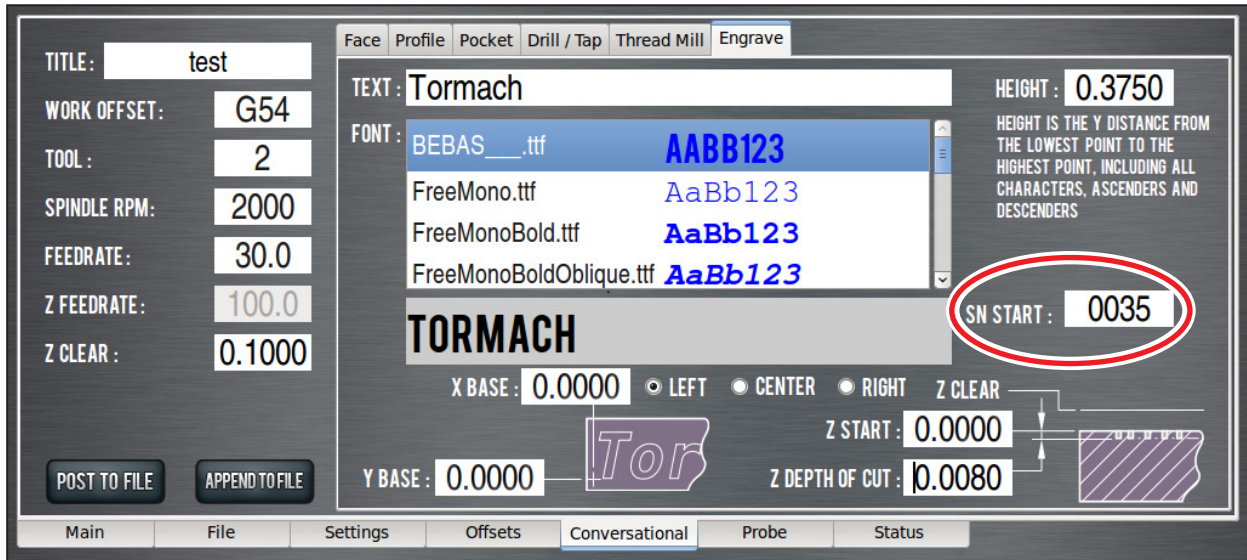 Face Profile Pocket Drill / Tap Thread Mill Engrave
TITLE : test
WORK OFFSET : G54
TOOL : 2
SPINDLE RPM : 2000
FEEDRATE : 30.0
Z FEEDRATE : 100.0
Z CLEAR : 0.1000
POST TO FILE APPEND TO FILE
TEXT : Tormach
FONT : BEBAS___.ttf AABB123
FreeMono.ttf AaBb123
FreeMonoBold.ttf AaBb123
FreeMonoBoldOblique.ttf AaBb123
TORMACH
HEIGHT : 0.3750
HEIGHT IS THE Y DISTANCE FROM
THE LOWEST POINT TO THE
HIGHEST POINT, INCLUDING ALL
CHARACTERS, ASCENDERS AND
DESCENDERS
SN START : 0035
X BASE : 0.0000 LEFT CENTER RIGHT Z CLEAR
Tor
Z START : 0.0000
Y BASE : 0.0000
Z DEPTH OF CUT : 0.0080
Main File Settings Offsets Conversational Probe Status